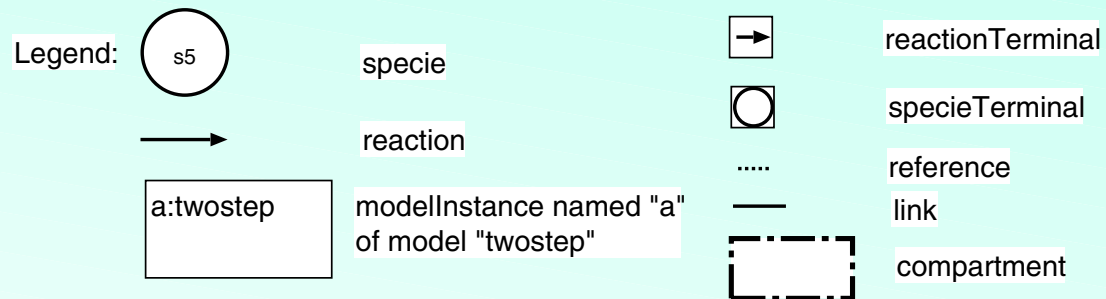 Legend:
s5
specie
reaction
a:twostep
modelInstance named "a"
of model "twostep"
reactionTerminal
specieTerminal
reference
link
compartment